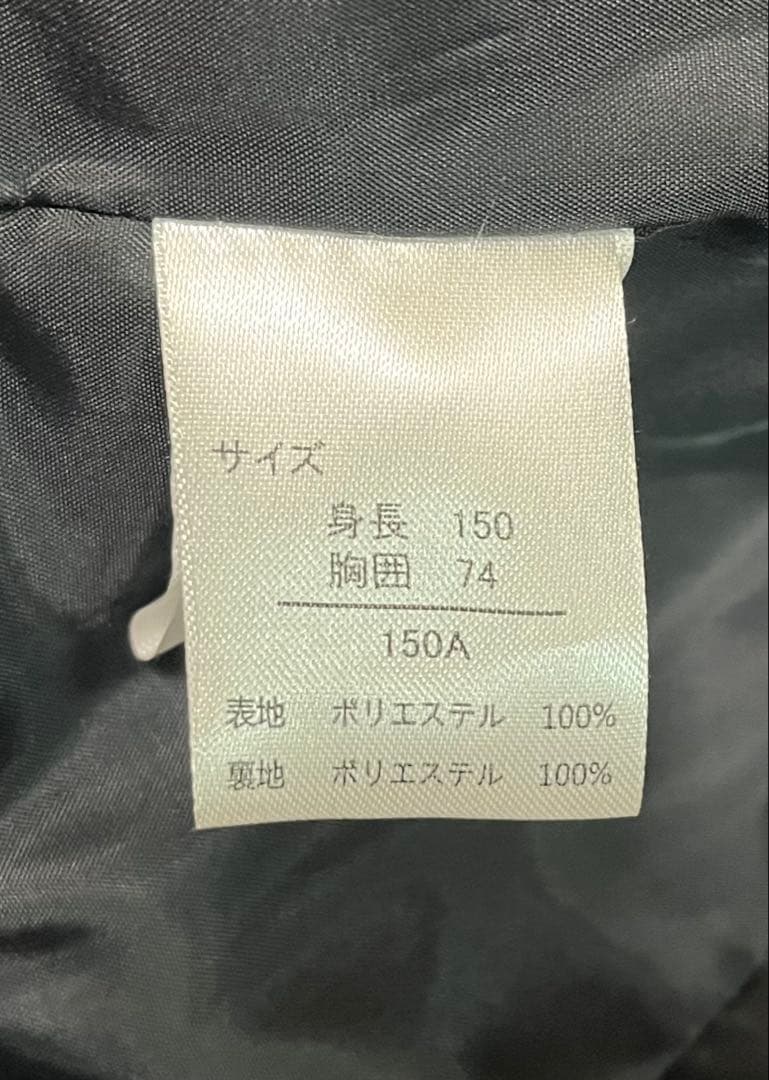 サイズ
身長 150
胸囲 74
150A
表地 ポリエステル 100%
裏地 ポリエステル 100%